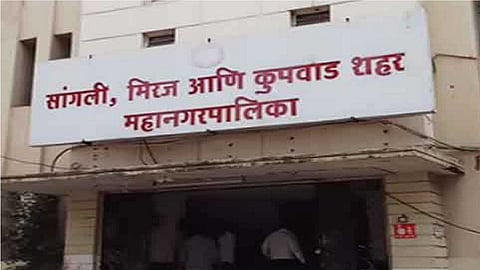 सांगली, मिरज आणि कुपवाड शहर
महानगरपालिका